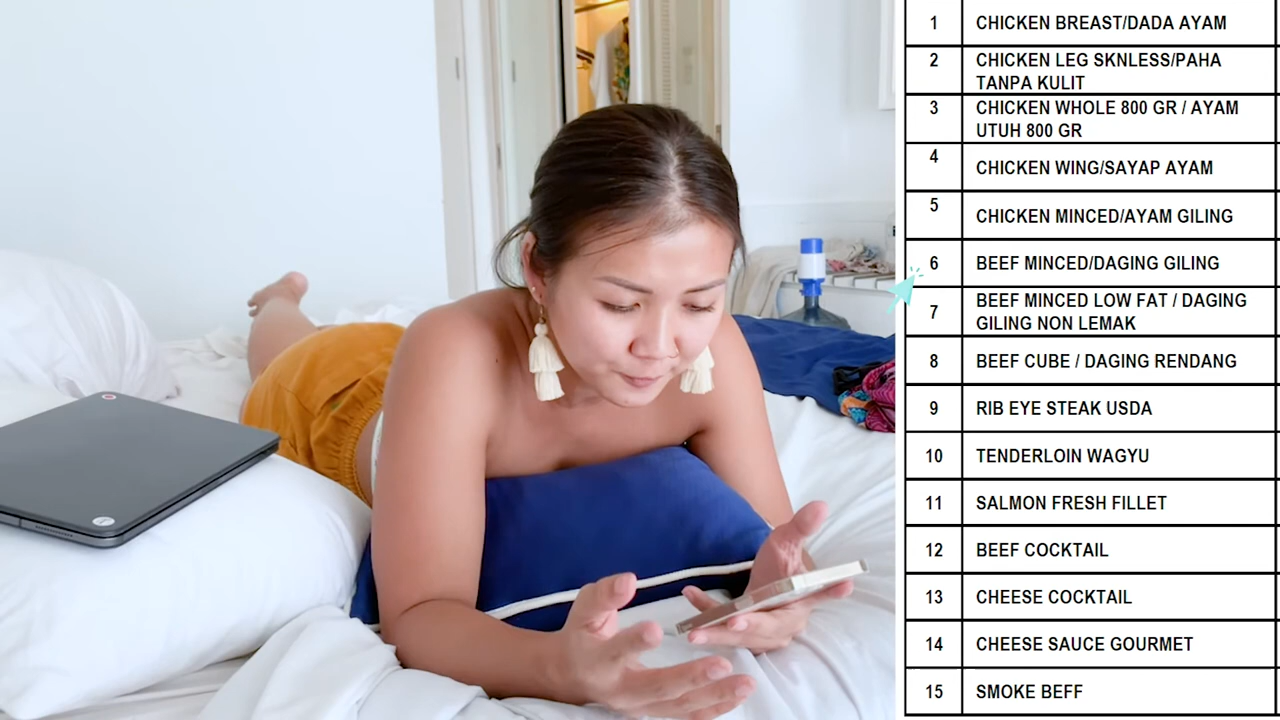 1 CHICKEN BREAST/DADA AYAM
2 CHICKEN LEG SKNLESS/PAHA
TANPA KULIT
3 CHICKEN WHOLE 800 GR / AYAM
UTUH 800 GR
4 CHICKEN WING/SAYAP AYAM
5 CHICKEN MINCED/AYAM GILING
6 BEEF MINCED/DAGING GILING
7 BEEF MINCED LOW FAT / DAGING
GILING NON LEMAK
8 BEEF CUBE / DAGING RENDANG
9 RIB EYE STEAK USDA
10 TENDERLOIN WAGYU
11 SALMON FRESH FILLET
12 BEEF COCKTAIL
13 CHEESE COCKTAIL
14 CHEESE SAUCE GOURMET
15 SMOKE BEFF